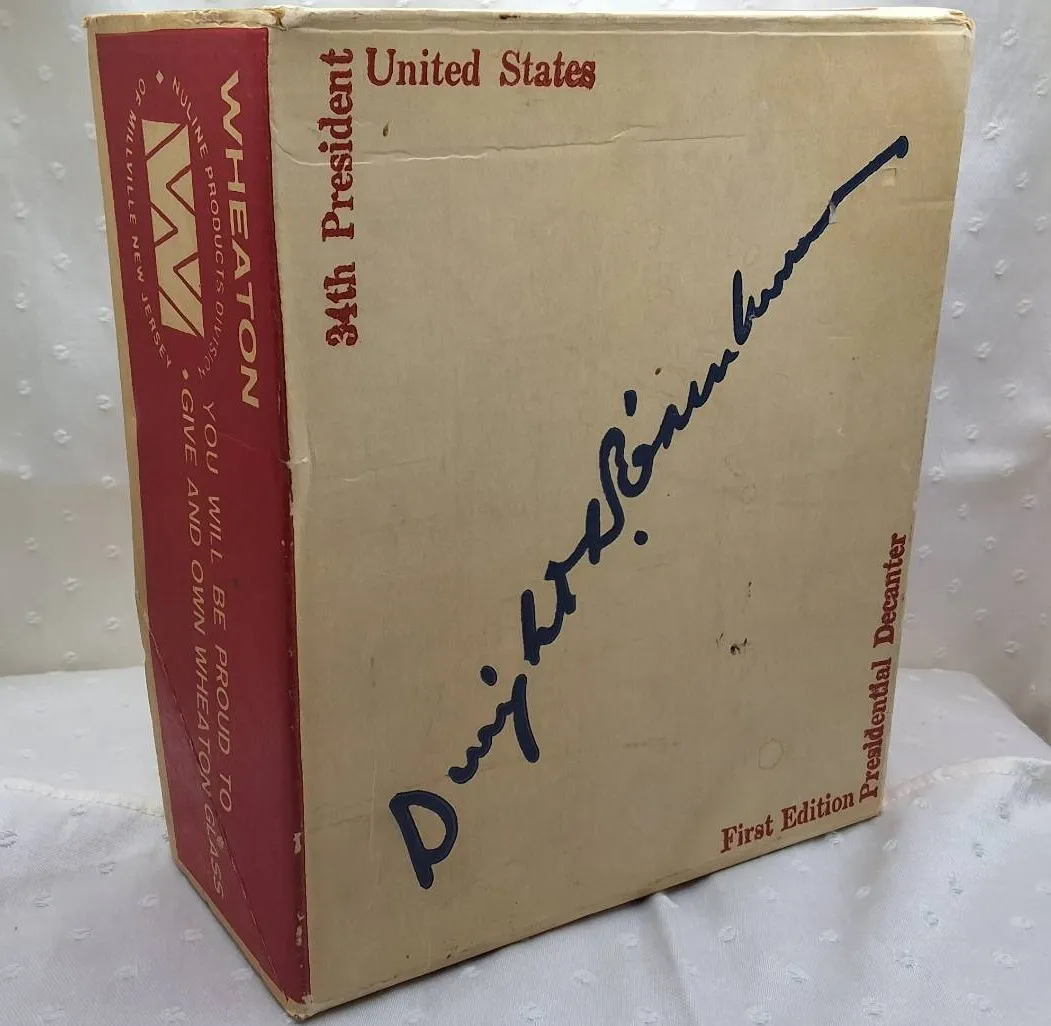 WHEATON
NULINE PRODUCTS DIVISION
OF MILLVILLE NEW JERSEY
W
YOU WILL BE PROUD TO
GIVE AND OWN WHEATON GLASS
34th President
United States
Dwight D. Eisenhower
First Edition
Presidential Decanter